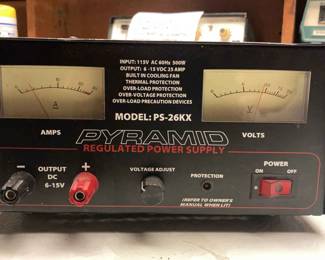 INPUT: 115V AC 60Hz 500W
OUTPUT: 6 -15 VDC 25 AMP
BUILT IN COOLING FAN
THERMAL PROTECTION
OVER-LOAD PROTECTION
OVER-VOLTAGE PROTECTION
OVER-LOAD PRECAUTION DEVICES
MODEL: PS-26KX
A
V
AMPS
VOLTS
PYRAMID
REGULATED POWER SUPPLY
− +
OUTPUT
DC
6-15V
VOLTAGE ADJUST
PROTECTION
(REFER TO OWNER'S
MANUAL WHEN LIT)
POWER
ON OFF